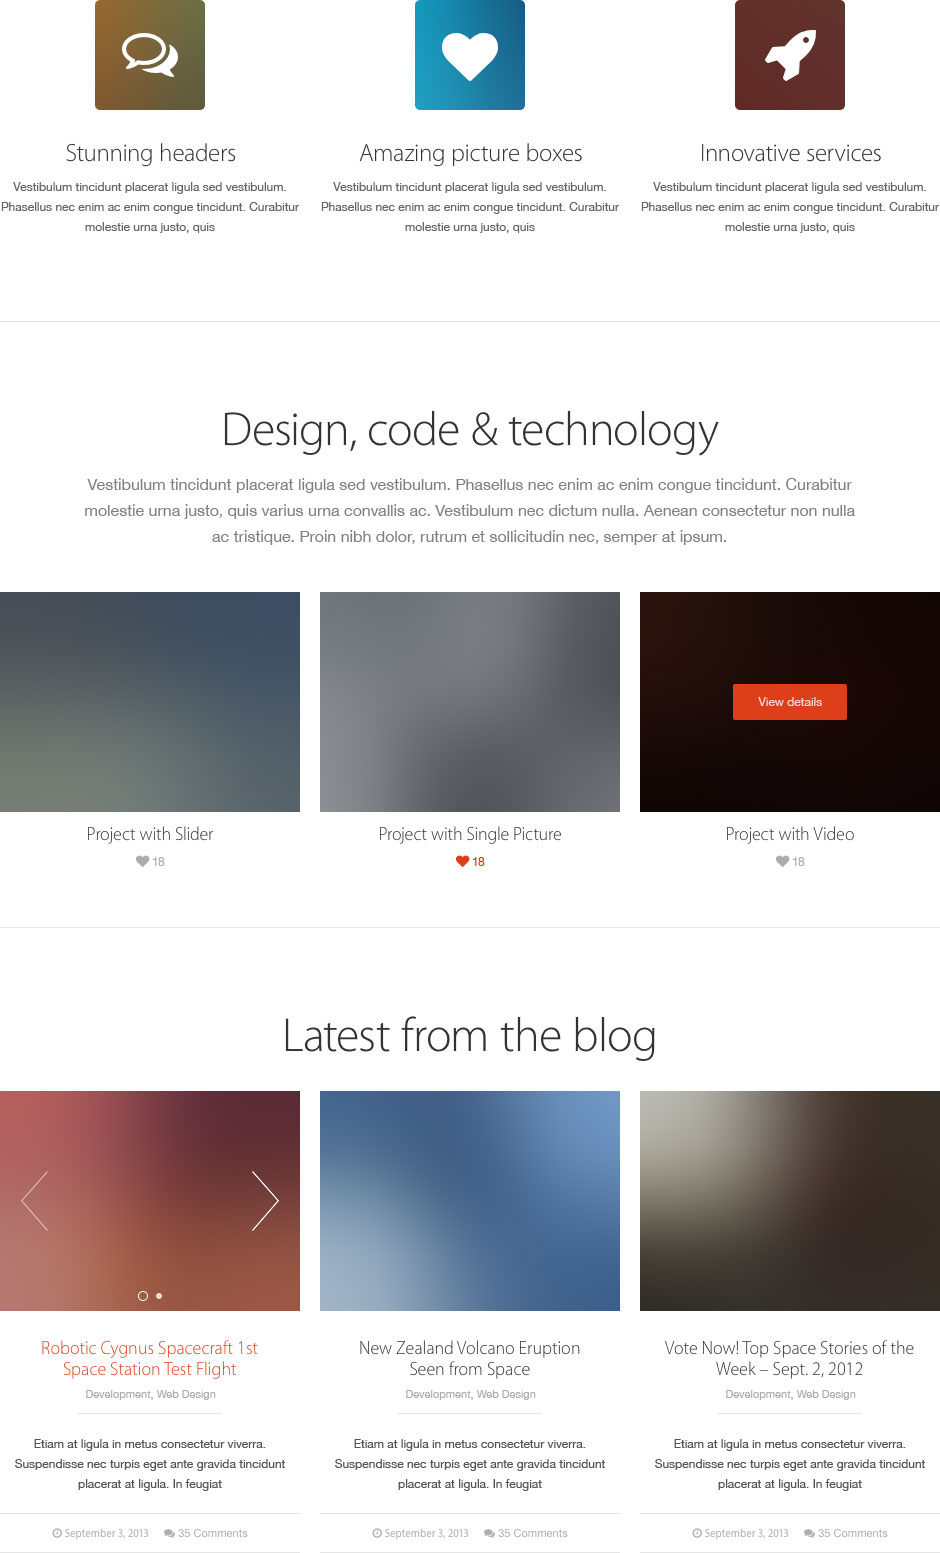 Stunning headers
Vestibulum tincidunt placerat ligula sed vestibulum.
Phasellus nec enim ac enim congue tincidunt. Curabitur
molestie urna justo, quis
Amazing picture boxes
Vestibulum tincidunt placerat ligula sed vestibulum.
Phasellus nec enim ac enim congue tincidunt. Curabitur
molestie urna justo, quis
Innovative services
Vestibulum tincidunt placerat ligula sed vestibulum.
Phasellus nec enim ac enim congue tincidunt. Curabitur
molestie urna justo, quis
Design, code & technology
Vestibulum tincidunt placerat ligula sed vestibulum. Phasellus nec enim ac enim congue tincidunt. Curabitur
molestie urna justo, quis varius urna convallis ac. Vestibulum nec dictum nulla. Aenean consectetur non nulla
ac tristique. Proin nibh dolor, rutrum et sollicitudin nec, semper at ipsum.
Project with Slider
18
Project with Single Picture
18
View details
Project with Video
18
Latest from the blog
Robotic Cygnus Spacecraft 1st
Space Station Test Flight
Development, Web Design
Etiam at ligula in metus consectetur viverra.
Suspendisse nec turpis eget ante gravida tincidunt
placerat at ligula. In feugiat
September 3, 2013 35 Comments
New Zealand Volcano Eruption
Seen from Space
Development, Web Design
Etiam at ligula in metus consectetur viverra.
Suspendisse nec turpis eget ante gravida tincidunt
placerat at ligula. In feugiat
September 3, 2013 35 Comments
Vote Now! Top Space Stories of the
Week – Sept. 2, 2012
Development, Web Design
Etiam at ligula in metus consectetur viverra.
Suspendisse nec turpis eget ante gravida tincidunt
placerat at ligula. In feugiat
September 3, 2013 35 Comments